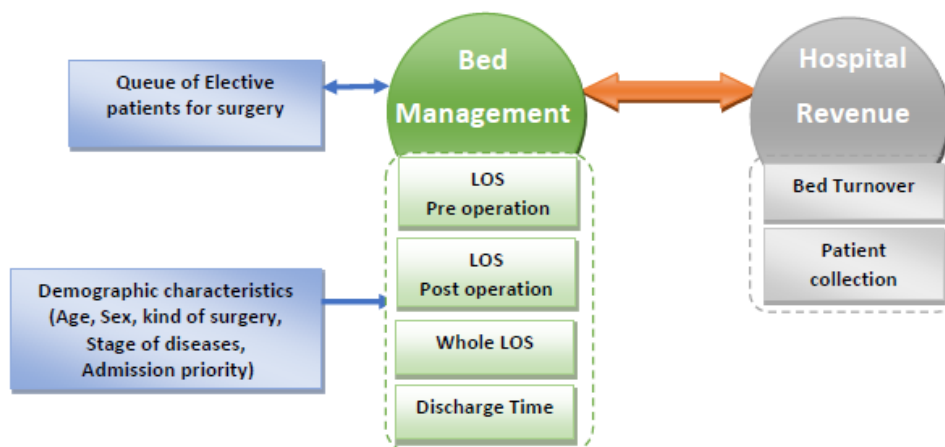 Queue of Elective
patients for surgery
Bed
Management
Hospital
Revenue
LOS
Pre operation
LOS
Post operation
Whole LOS
Discharge Time
Bed Turnover
Patient
collection
Demographic characteristics
(Age, Sex, kind of surgery,
Stage of diseases,
Admission priority)